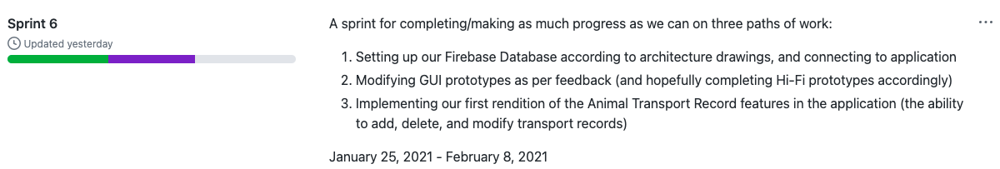 Sprint 6
Updated yesterday
A sprint for completing/making as much progress as we can on three paths of work:
1. Setting up our Firebase Database according to architecture drawings, and connecting to application
2. Modifying GUI prototypes as per feedback (and hopefully completing Hi-Fi prototypes accordingly)
3. Implementing our first rendition of the Animal Transport Record features in the application (the ability
to add, delete, and modify transport records)
January 25, 2021 - February 8, 2021